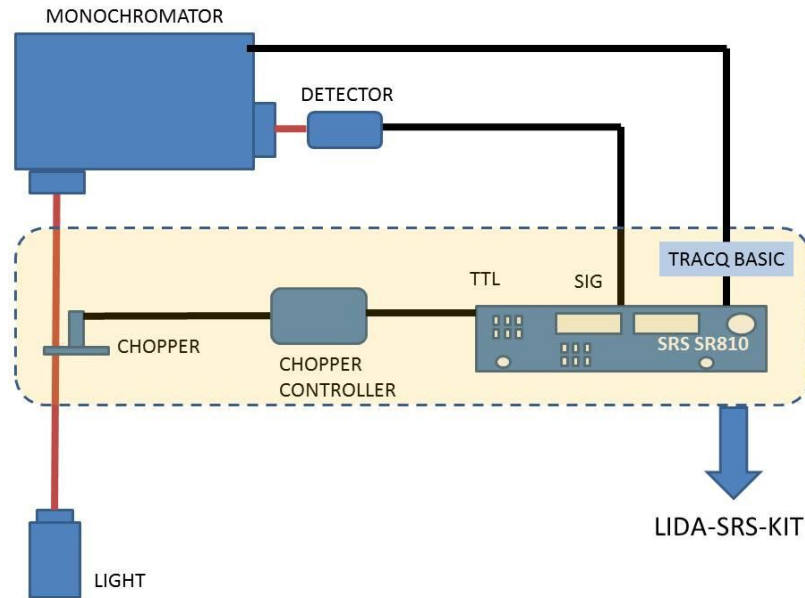 MONOCHROMATOR
DETECTOR
TRACQ BASIC
TTL
SIG
CHOPPER
CHOPPER
CONTROLLER
SRS SR810
LIDA-SRS-KIT
LIGHT